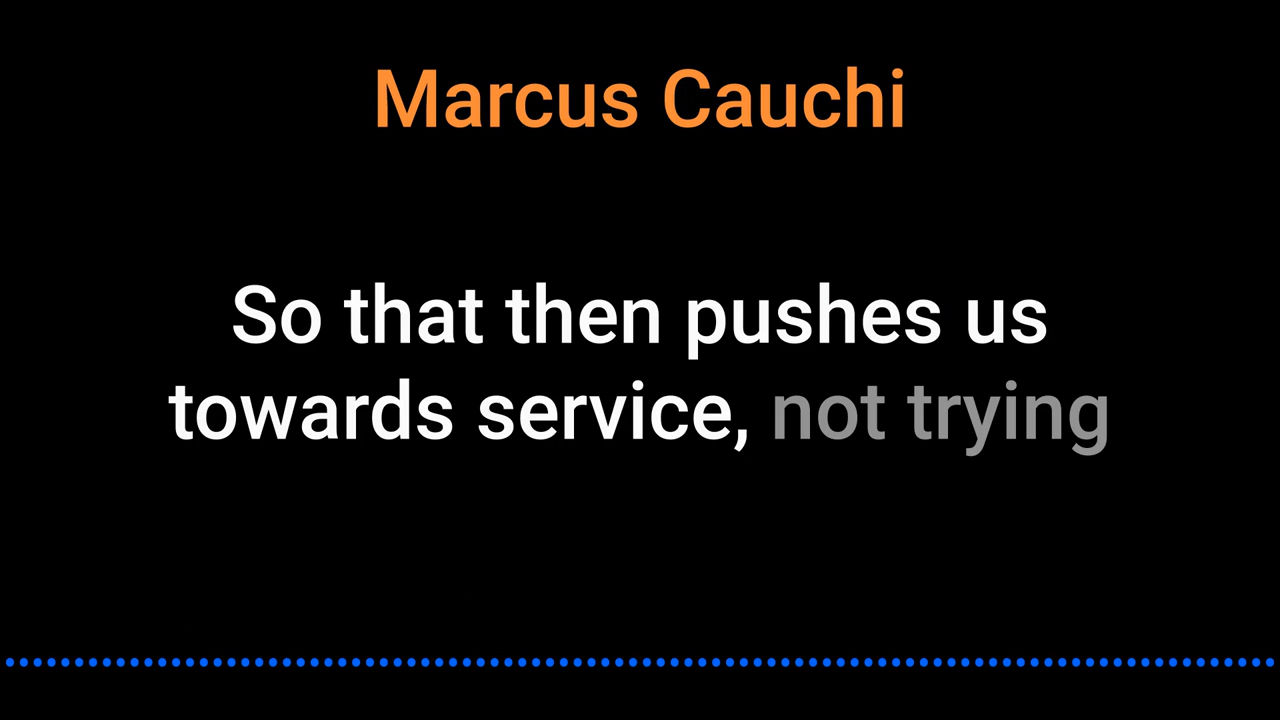 Marcus Cauchi
So that then pushes us
towards service, not trying